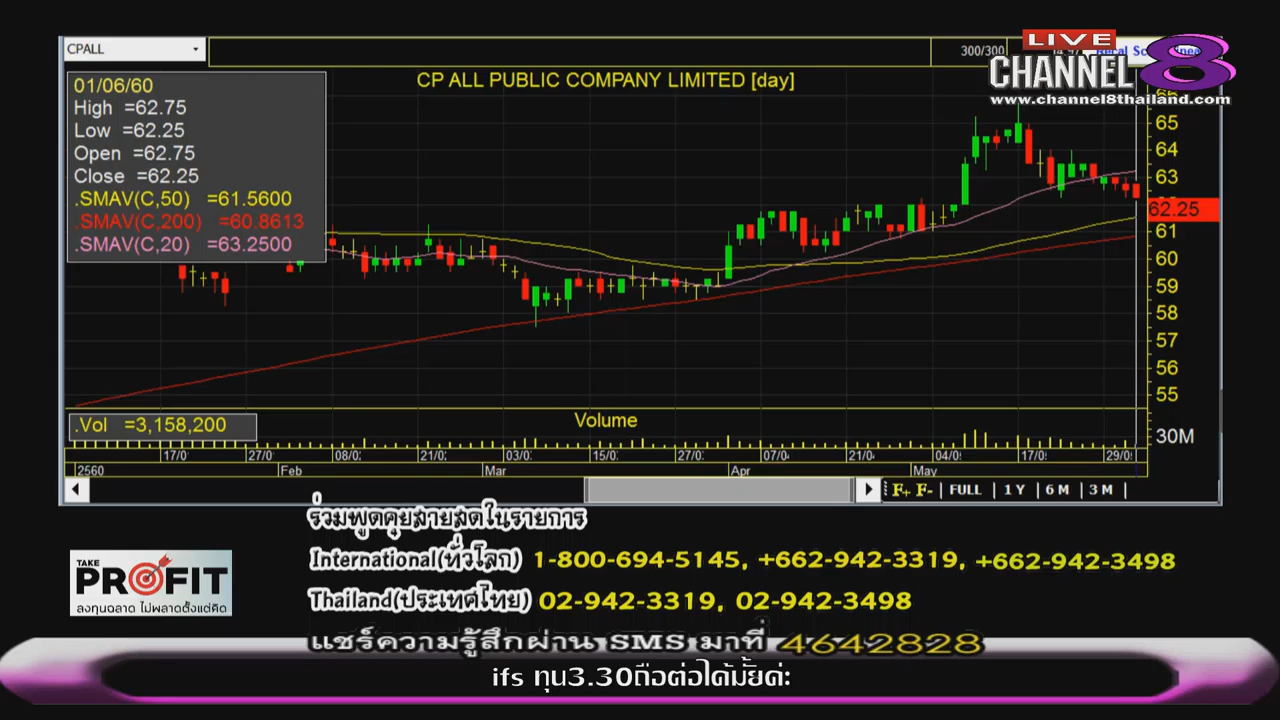 CPALL
300/300
LIVE
CHANNEL 8
www.channel8thailand.com
CP ALL PUBLIC COMPANY LIMITED [day]
01/06/60
High =62.75
Low =62.25
Open =62.75
Close =62.25
.SMAV(C,50) =61.5600
.SMAV(C,200) =60.8613
.SMAV(C,20) =63.2500
65
64
63
62.25
61
60
59
58
57
56
55
.Vol =3,158,200
Volume
30M
17/0 27/0 08/0 21/0 03/0 15/0 27/0 07/0 21/0 04/0 17/0 29/0
2560 Feb Mar Apr May
F+ F- FULL 1 Y 6 M 3 M
ร่วมพูดคุยสายสดในรายการ
International(ทั่วโลก) 1-800-694-5145, +662-942-3319, +662-942-3498
TAKE PROFIT
ลงทุนฉลาด ไม่พลาดตั้งแต่คิด
Thailand(ประเทศไทย) 02-942-3319, 02-942-3498
แชร์ความรู้สึกผ่าน SMS มาที่ 4642828
ifs ทุน3.30ถือต่อได้มั้ยค่ะ